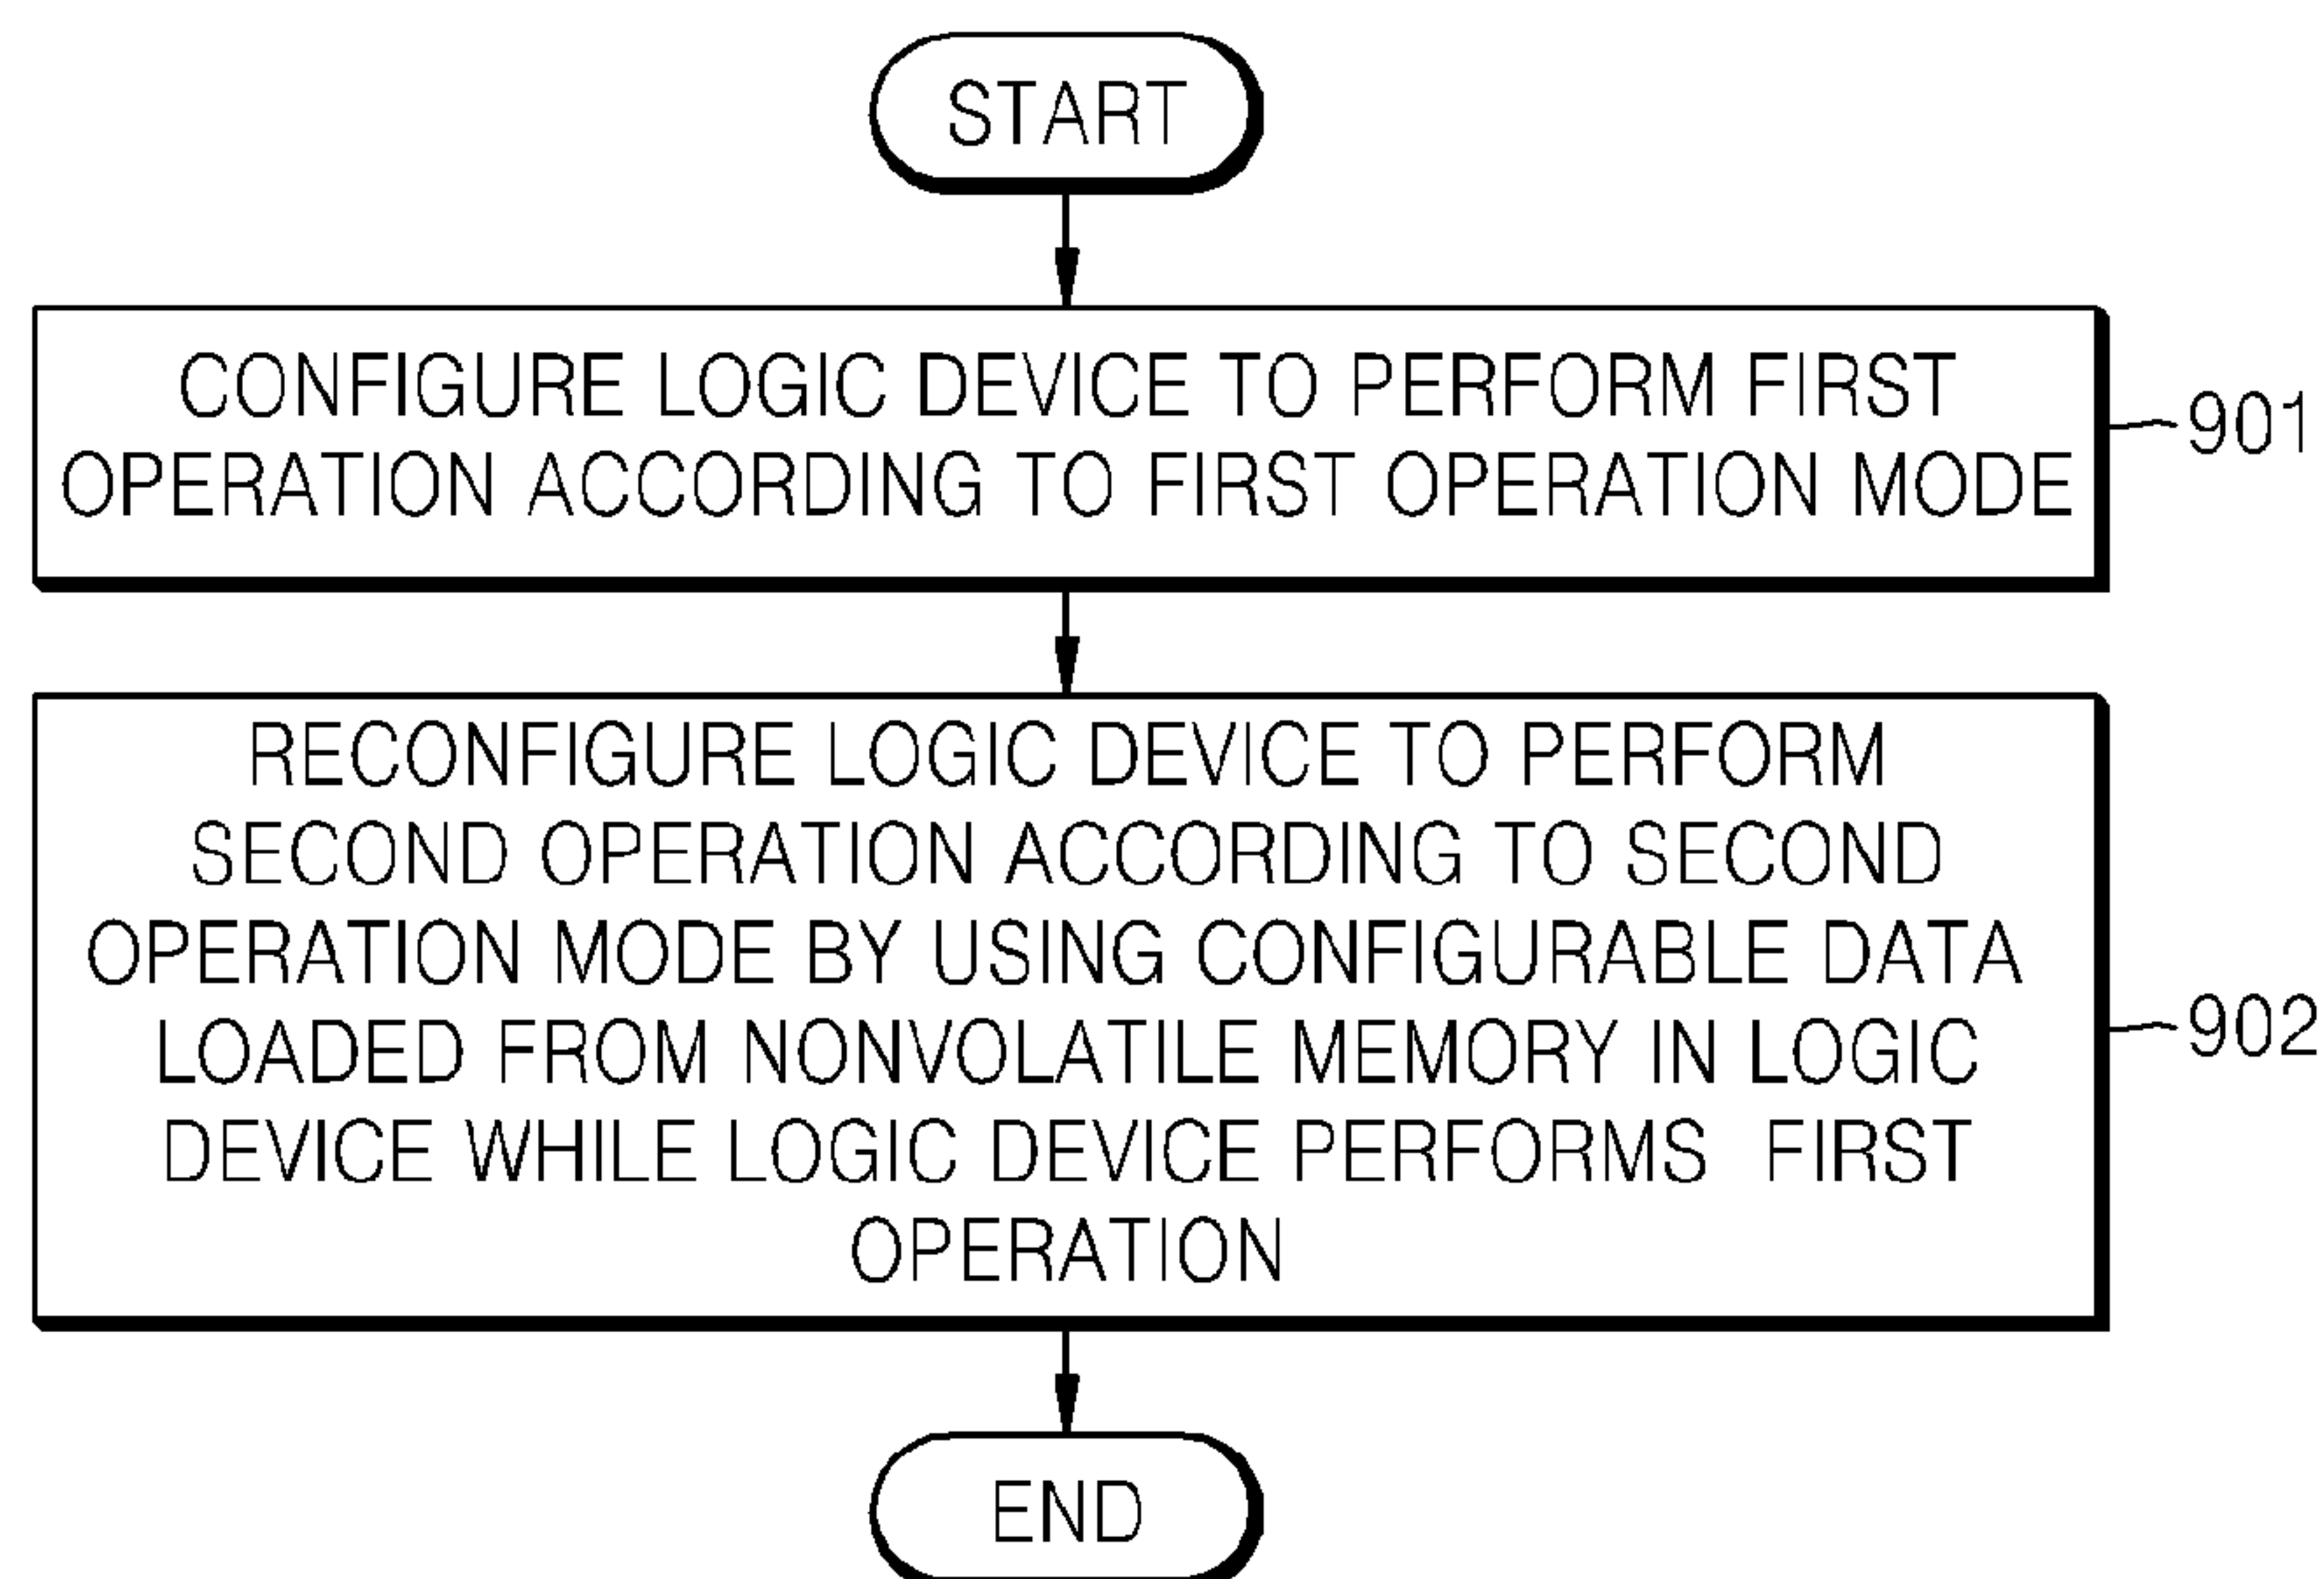 START
CONFIGURE LOGIC DEVICE TO PERFORM FIRST
OPERATION ACCORDING TO FIRST OPERATION MODE
901
RECONFIGURE LOGIC DEVICE TO PERFORM
SECOND OPERATION ACCORDING TO SECOND
OPERATION MODE BY USING CONFIGURABLE DATA
LOADED FROM NONVOLATILE MEMORY IN LOGIC
DEVICE WHILE LOGIC DEVICE PERFORMS FIRST
OPERATION
902
END